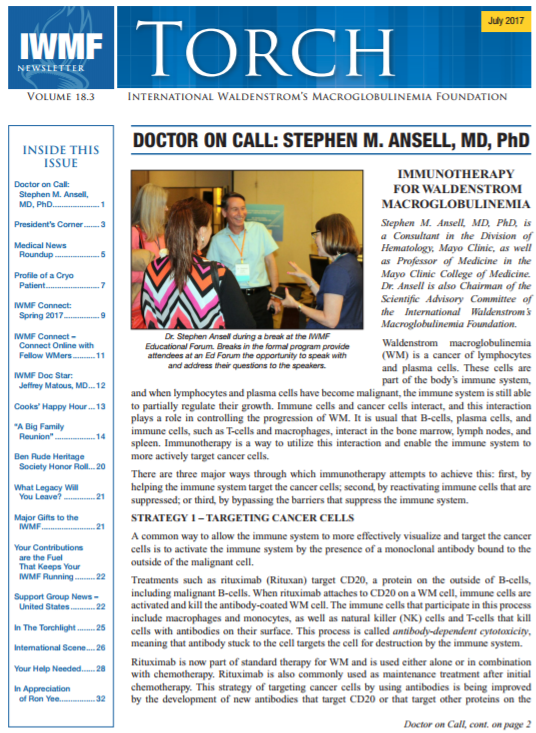 IWMF
NEWSLETTER
TORCH
July 2017
VOLUME 18.3
INTERNATIONAL WALDENSTROM'S MACROGLOBULINEMIA FOUNDATION
INSIDE THIS
ISSUE
Doctor on Call:
Stephen M. Ansell,
MD, PhD.....................1
President's Corner.......3
Medical News
Roundup.....................5
Profile of a Cryo
Patient........................7
IWMF Connect:
Spring 2017...............9
IWMF Connect –
Connect Online with
Fellow WMers..........11
IWMF Doc Star:
Jeffrey Matous, MD...12
Cooks' Happy Hour...13
"A Big Family
Reunion".................14
Ben Rude Heritage
Society Honor Roll...20
What Legacy Will
You Leave?.............21
Major Gifts to the
IWMF.......................21
Your Contributions
are the Fuel
That Keeps Your
IWMF Running.........22
Support Group News –
United States...........22
In The Torchlight........25
International Scene....26
Your Help Needed......28
In Appreciation
of Ron Yee...............32
DOCTOR ON CALL: STEPHEN M. ANSELL, MD, PhD
Dr. Stephen Ansell during a break at the IWMF
Educational Forum. Breaks in the formal program provide
attendees at an Ed Forum the opportunity to speak with
and address their questions to the speakers.
IMMUNOTHERAPY
FOR WALDENSTROM
MACROGLOBULINEMIA
Stephen M. Ansell, MD, PhD, is
a Consultant in the Division of
Hematology, Mayo Clinic, as well
as Professor of Medicine in the
Mayo Clinic College of Medicine.
Dr. Ansell is also Chairman of the
Scientific Advisory Committee of
the International Waldenstrom's
Macroglobulinemia Foundation.
Waldenstrom macroglobulinemia
(WM) is a cancer of lymphocytes
and plasma cells. These cells are
part of the body's immune system,
and when lymphocytes and plasma cells have become malignant, the immune system is still able
to partially regulate their growth. Immune cells and cancer cells interact, and this interaction
plays a role in controlling the progression of WM. It is usual that B-cells, plasma cells, and
immune cells, such as T-cells and macrophages, interact in the bone marrow, lymph nodes, and
spleen. Immunotherapy is a way to utilize this interaction and enable the immune system to
more actively target cancer cells.
There are three major ways through which immunotherapy attempts to achieve this: first, by
helping the immune system target the cancer cells; second, by reactivating immune cells that are
suppressed; or third, by bypassing the barriers that suppress the immune system.
STRATEGY 1 – TARGETING CANCER CELLS
A common way to allow the immune system to more effectively visualize and target the cancer
cells is to activate the immune system by the presence of a monoclonal antibody bound to the
outside of the malignant cell.
Treatments such as rituximab (Rituxan) target CD20, a protein on the outside of B-cells,
including malignant B-cells. When rituximab attaches to CD20 on a WM cell, immune cells are
activated and kill the antibody-coated WM cell. The immune cells that participate in this process
include macrophages and monocytes, as well as natural killer (NK) cells and T-cells that kill
cells with antibodies on their surface. This process is called antibody-dependent cytotoxicity,
meaning that antibody stuck to the cell targets the cell for destruction by the immune system.
Rituximab is now part of standard therapy for WM and is used either alone or in combination
with chemotherapy. Rituximab is also commonly used as maintenance treatment after initial
chemotherapy. This strategy of targeting cancer cells by using antibodies is being improved
by the development of new antibodies that target CD20 or that target other proteins on the
Doctor on Call, cont. on page 2